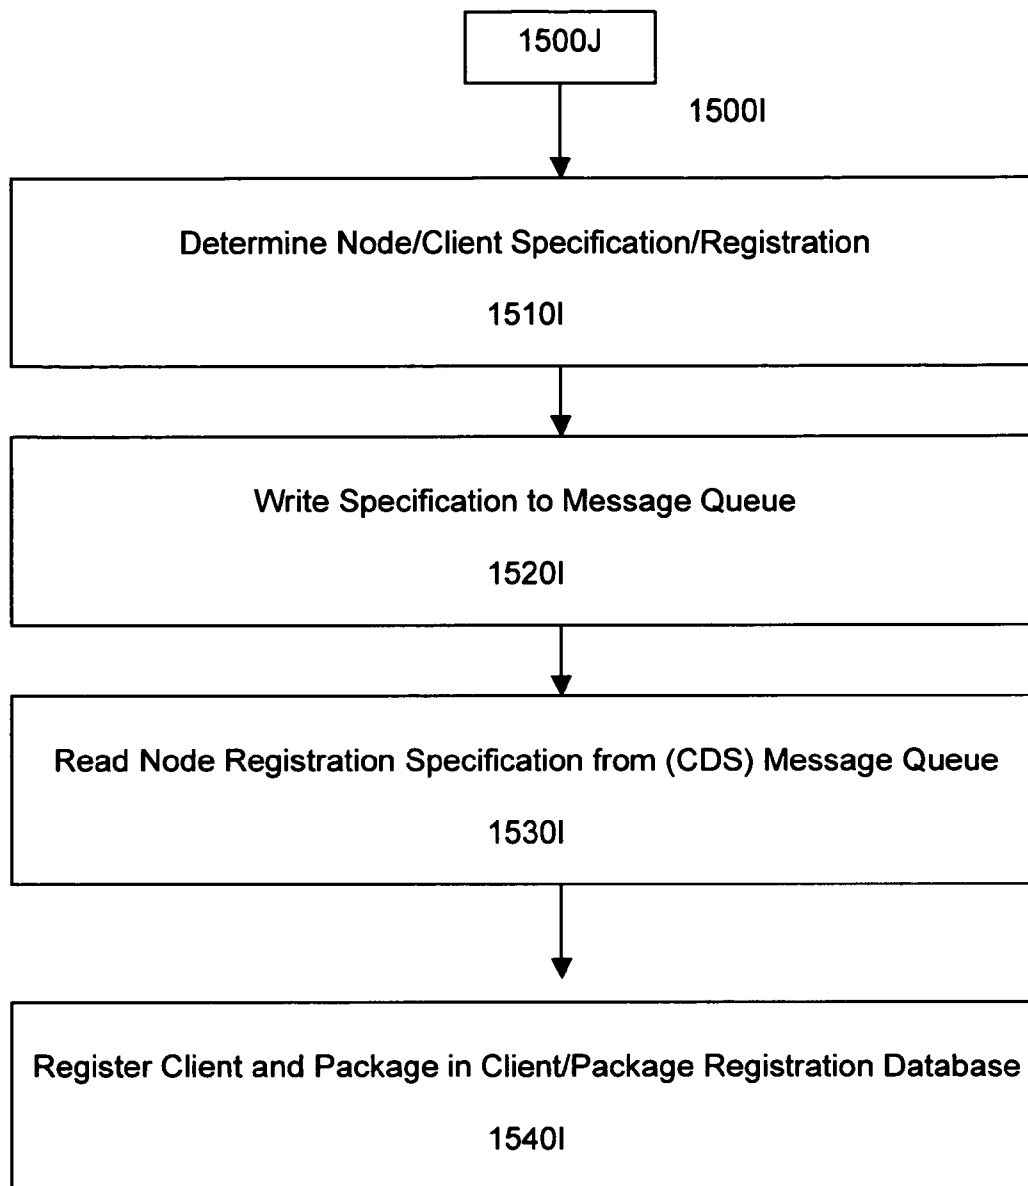 1500J
1500I
Determine Node/Client Specification/Registration
1510I
Write Specification to Message Queue
1520I
Read Node Registration Specification from (CDS) Message Queue
1530I
Register Client and Package in Client/Package Registration Database
1540I